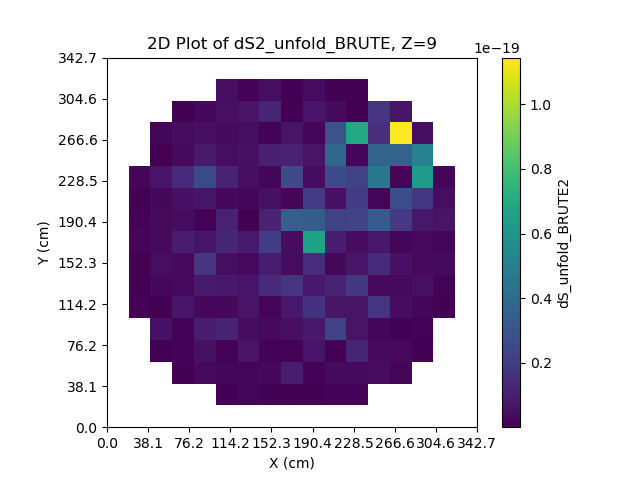 2D Plot of dS2_unfold_BRUTE, Z=9
1e−19
342.7
304.6
266.6
228.5
190.4
152.3
114.2
76.2
38.1
0.0
Y (cm)
0.0 38.1 76.2 114.2 152.3 190.4 228.5 266.6 304.6 342.7
X (cm)
1.0
0.8
0.6
0.4
0.2
dS_unfold_BRUTE2